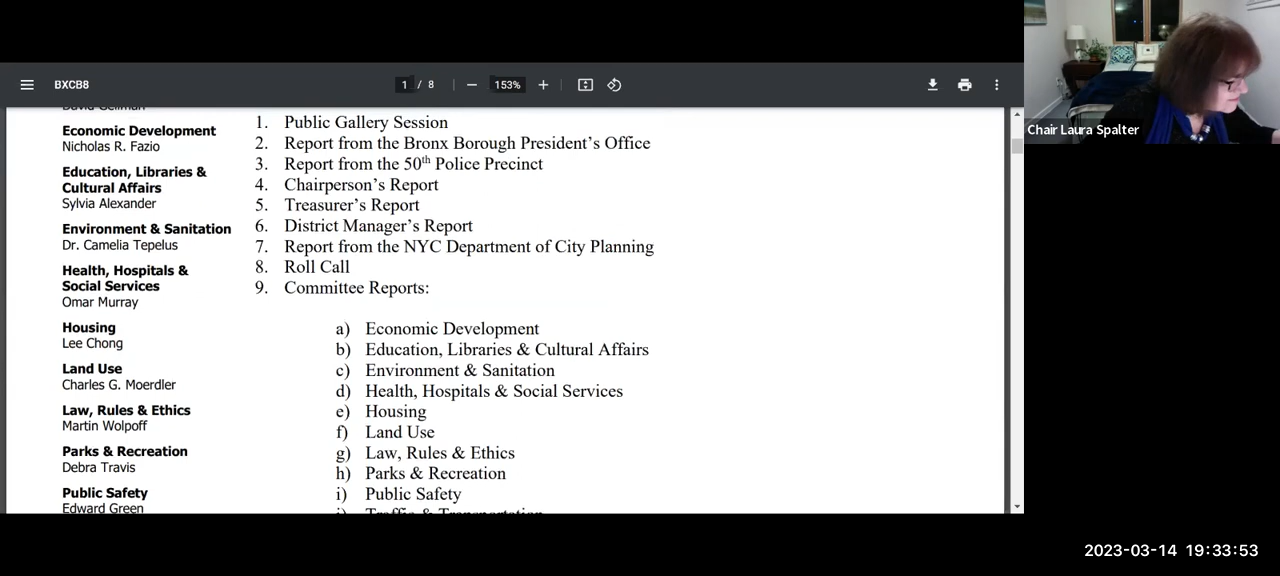 BXCB8
1 / 8
153%
Economic Development
Nicholas R. Fazio
Education, Libraries &
Cultural Affairs
Sylvia Alexander
Environment & Sanitation
Dr. Camelia Tepelus
Health, Hospitals &
Social Services
Omar Murray
Housing
Lee Chong
Land Use
Charles G. Moerdler
Law, Rules & Ethics
Martin Wolpoff
Parks & Recreation
Debra Travis
Public Safety
Edward Green
1. Public Gallery Session
2. Report from the Bronx Borough President's Office
3. Report from the 50th Police Precinct
4. Chairperson's Report
5. Treasurer's Report
6. District Manager's Report
7. Report from the NYC Department of City Planning
8. Roll Call
9. Committee Reports:
a) Economic Development
b) Education, Libraries & Cultural Affairs
c) Environment & Sanitation
d) Health, Hospitals & Social Services
e) Housing
f) Land Use
g) Law, Rules & Ethics
h) Parks & Recreation
i) Public Safety
Chair Laura Spalter
2023-03-14 19:33:53